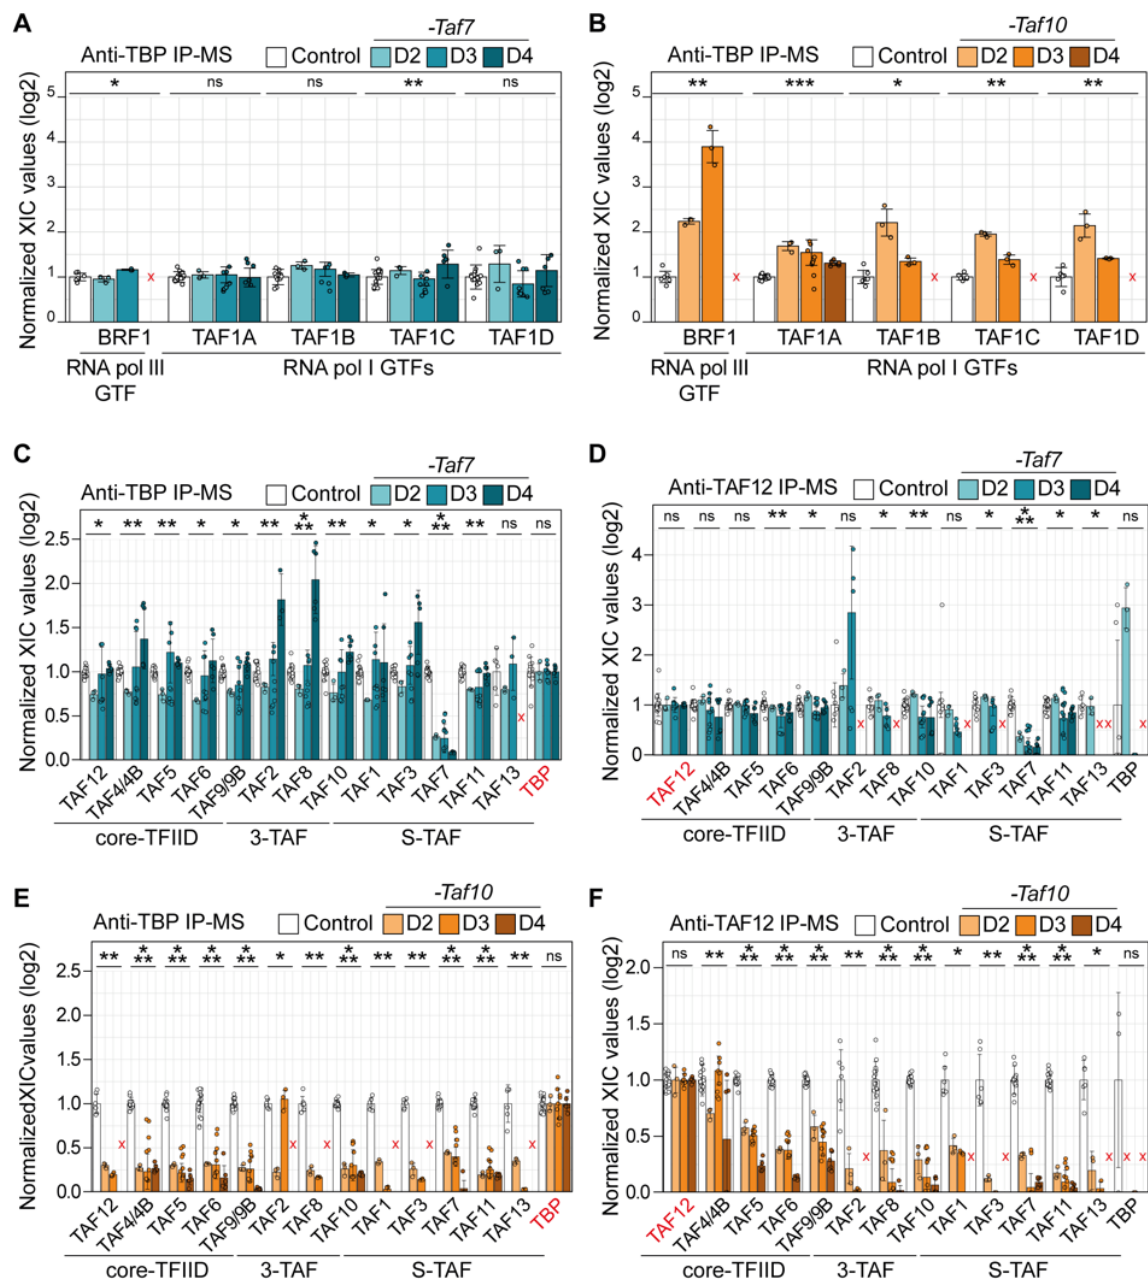 A
-Taf7
Anti-TBP IP-MS Control D2 D3 D4
* ns ns ** ns
Normalized XIC values (log2)
5
4
3
2
1
0
X
BRF1 TAF1A TAF1B TAF1C TAF1D
RNA pol III GTF
RNA pol I GTFs
B
-Taf10
Anti-TBP IP-MS Control D2 D3 D4
** *** * ** **
Normalized XIC values (log2)
5
4
3
2
1
0
X X X X
BRF1 TAF1A TAF1B TAF1C TAF1D
RNA pol III GTF
RNA pol I GTFs
C
-Taf7
Anti-TBP IP-MS Control D2 D3 D4
* ** ** * * ** *** ** * * *** ** ns ns
Normalized XIC values (log2)
2.5
2.0
1.5
1.0
0.5
0.0
X
TAF12 TAF4/4B TAF5 TAF6 TAF9/9B TAF2 TAF8 TAF10 TAF1 TAF3 TAF7 TAF11 TAF13 TBP
core-TFIID 3-TAF S-TAF
D
-Taf7
Anti-TAF12 IP-MS Control D2 D3 D4
ns ns ns ** * ns * ** ns * *** * * ns
Normalized XIC values (log2)
4
3
2
1
0
X X X X X X X
TAF12 TAF4/4B TAF5 TAF6 TAF9/9B TAF2 TAF8 TAF10 TAF1 TAF3 TAF7 TAF11 TAF13 TBP
core-TFIID 3-TAF S-TAF
E
-Taf10
Anti-TBP IP-MS Control D2 D3 D4
** *** *** *** *** * ** *** ** ** *** *** ** ns
NormalizedXICvalues (log2)
2.5
2.0
1.5
1.0
0.5
0.0
X X X X X X
TAF12 TAF4/4B TAF5 TAF6 TAF9/9B TAF2 TAF8 TAF10 TAF1 TAF3 TAF7 TAF11 TAF13 TBP
core-TFIID 3-TAF S-TAF
F
-Taf10
Anti-TAF12 IP-MS Control D2 D3 D4
ns ** *** *** *** ** *** *** * ** *** *** * ns
Normalized XIC values (log2)
2.0
1.5
1.0
0.5
0.0
X X X X X X
TAF12 TAF4/4B TAF5 TAF6 TAF9/9B TAF2 TAF8 TAF10 TAF1 TAF3 TAF7 TAF11 TAF13 TBP
core-TFIID 3-TAF S-TAF